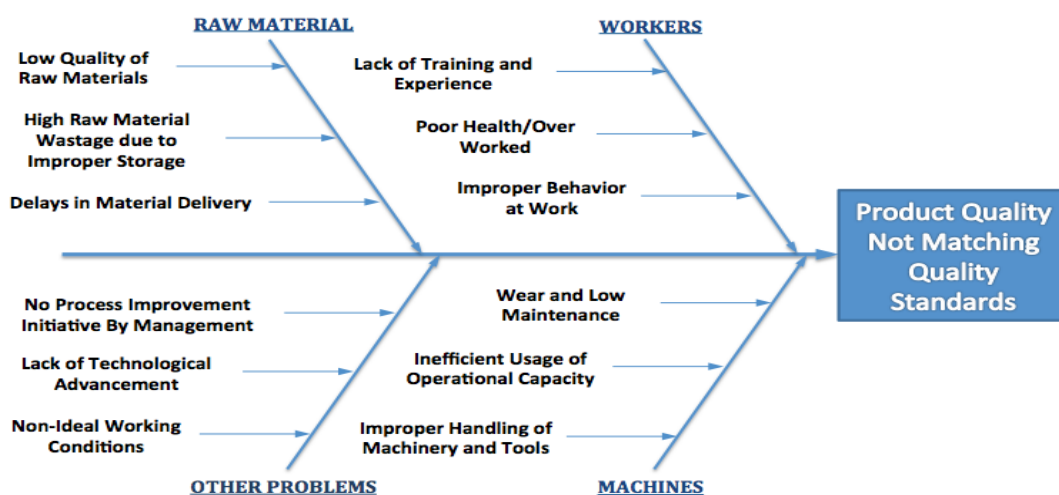 RAW MATERIAL
Low Quality of
Raw Materials
High Raw Material
Wastage due to
Improper Storage
Delays in Material Delivery
WORKERS
Lack of Training and
Experience
Poor Health/Over
Worked
Improper Behavior
at Work
Product Quality
Not Matching
Quality
Standards
No Process Improvement
Initiative By Management
Lack of Technological
Advancement
Non-Ideal Working
Conditions
OTHER PROBLEMS
Wear and Low
Maintenance
Inefficient Usage of
Operational Capacity
Improper Handling of
Machinery and Tools
MACHINES